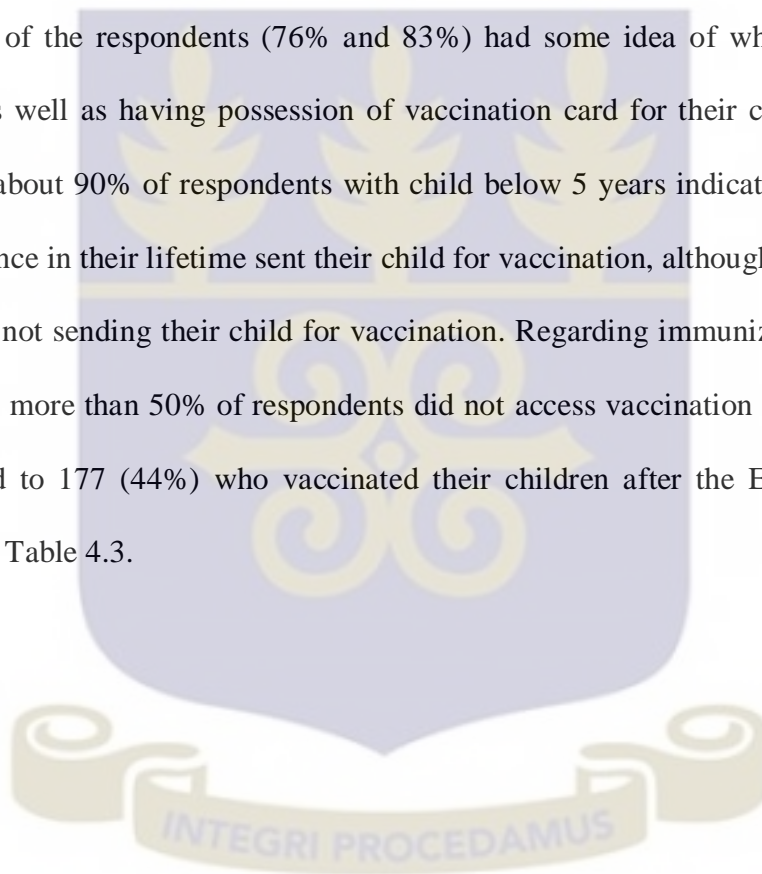 of the respondents (76% and 83%) had some idea of wh
s well as having possession of vaccination card for their c
about 90% of respondents with child below 5 years indicat
nce in their lifetime sent their child for vaccination, although
not sending their child for vaccination. Regarding immuniz
more than 50% of respondents did not access vaccination
d to 177 (44%) who vaccinated their children after the E
Table 4.3.
INTEGRI PROCEDAMUS